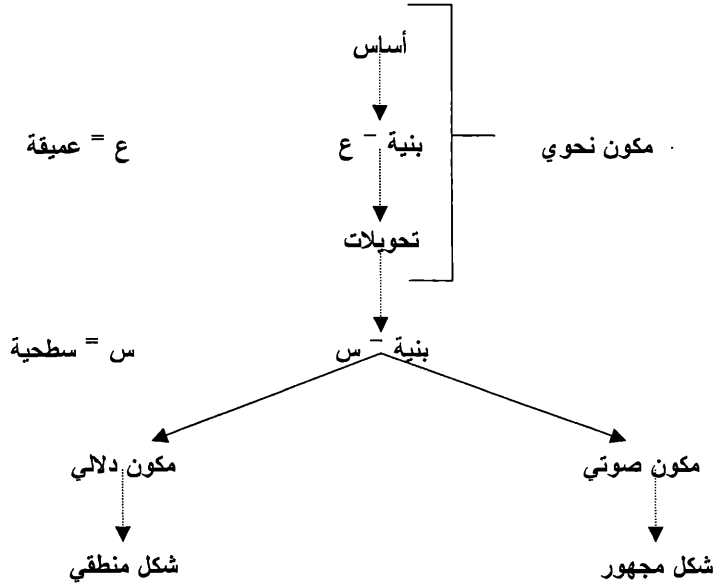 أساس
مكون نحوي
بنية - ع
ع = عميقة
تحويلات
بنية - س
س = سطحية
مكون صوتي
مكون دلالي
شكل مجهور
شكل منطقي